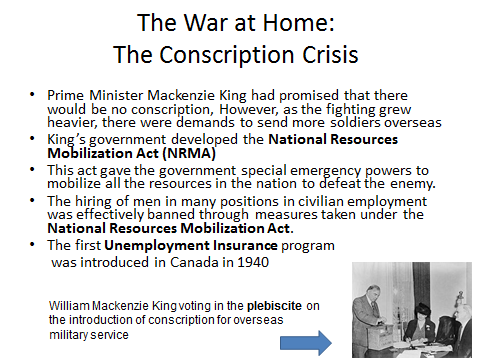 The War at Home:
The Conscription Crisis
• Prime Minister Mackenzie King had promised that there
would be no conscription, However, as the fighting grew
heavier, there were demands to send more soldiers overseas
• King's government developed the National Resources
Mobilization Act (NRMA)
• This act gave the government special emergency powers to
mobilize all the resources in the nation to defeat the enemy.
• The hiring of men in many positions in civilian employment
was effectively banned through measures taken under the
National Resources Mobilization Act.
• The first Unemployment Insurance program
was introduced in Canada in 1940
William Mackenzie King voting in the plebiscite on
the introduction of conscription for overseas
military service